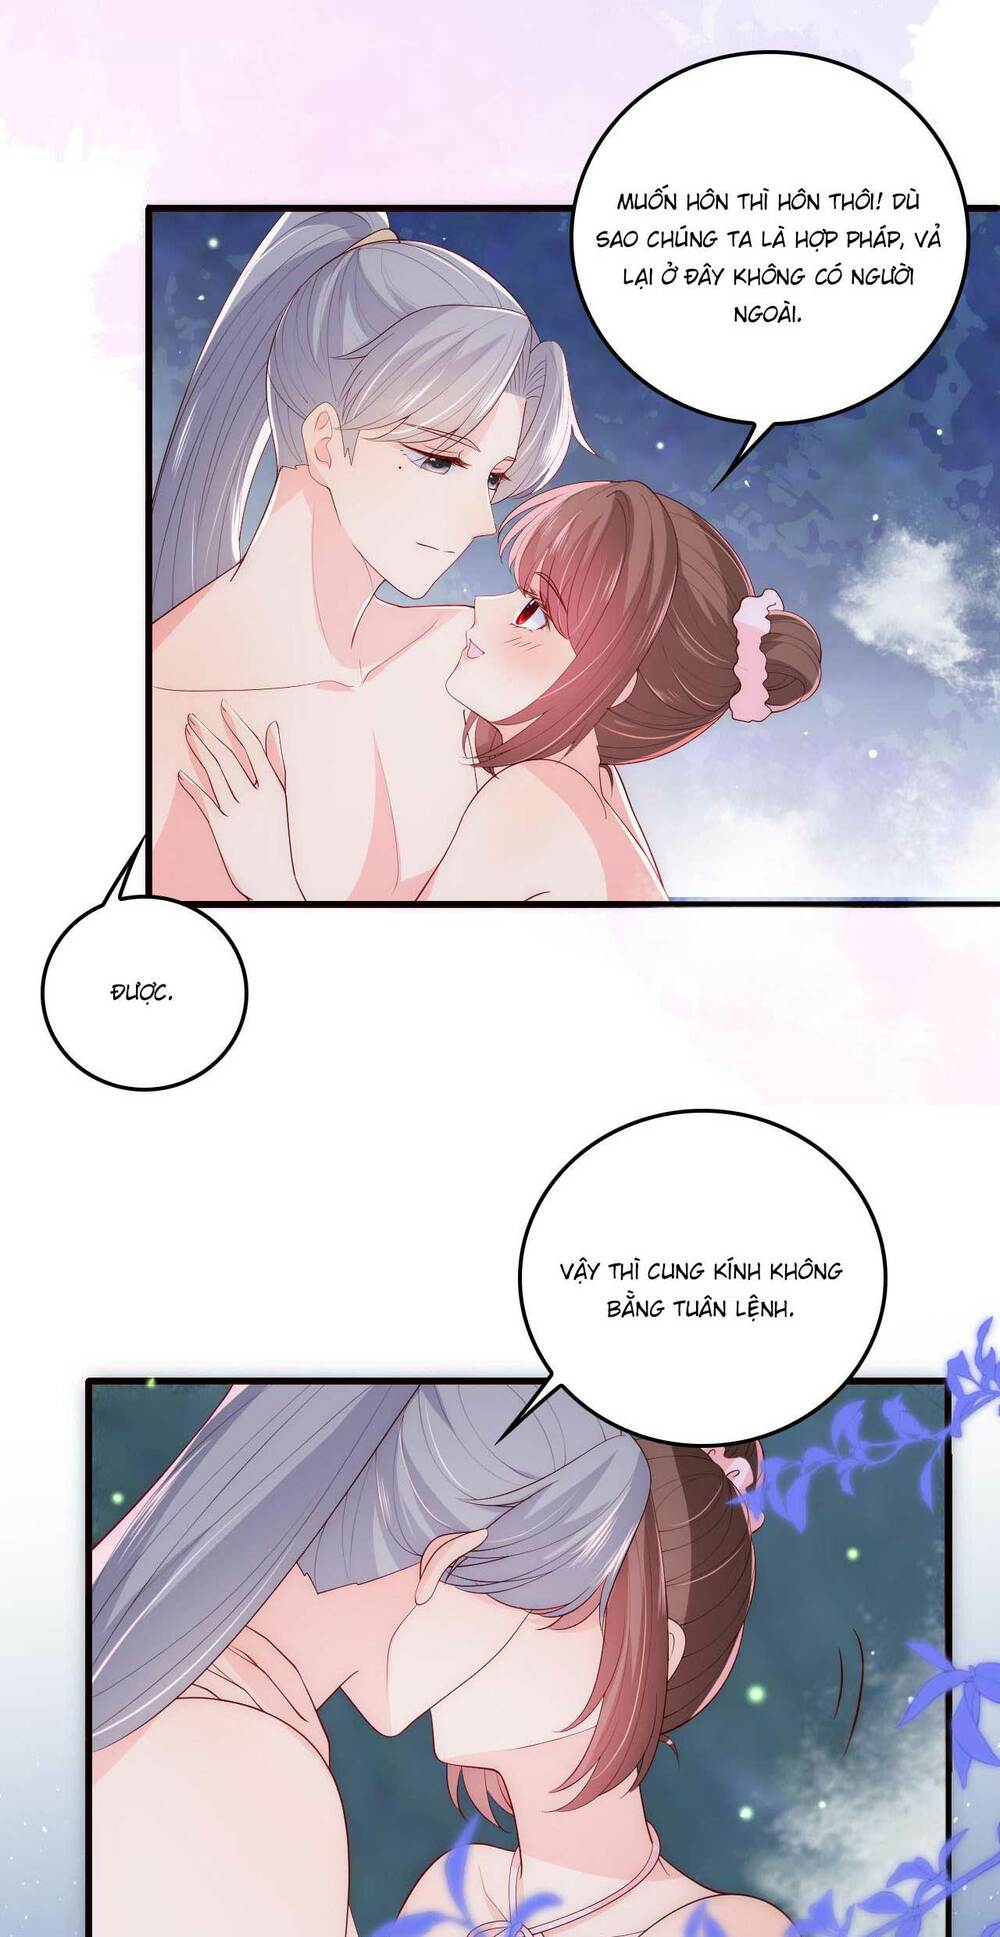 MUỐN HÔN THÌ HÔN THÔI! DÙ
SAO CHÚNG TA LÀ HỢP PHÁP, VẢ
LẠI Ở ĐÂY KHÔNG CÓ NGƯỜI
NGOÀI.
ĐƯỢC.
VẬY THÌ CUNG KÍNH KHÔNG
BẰNG TUÂN LỆNH.